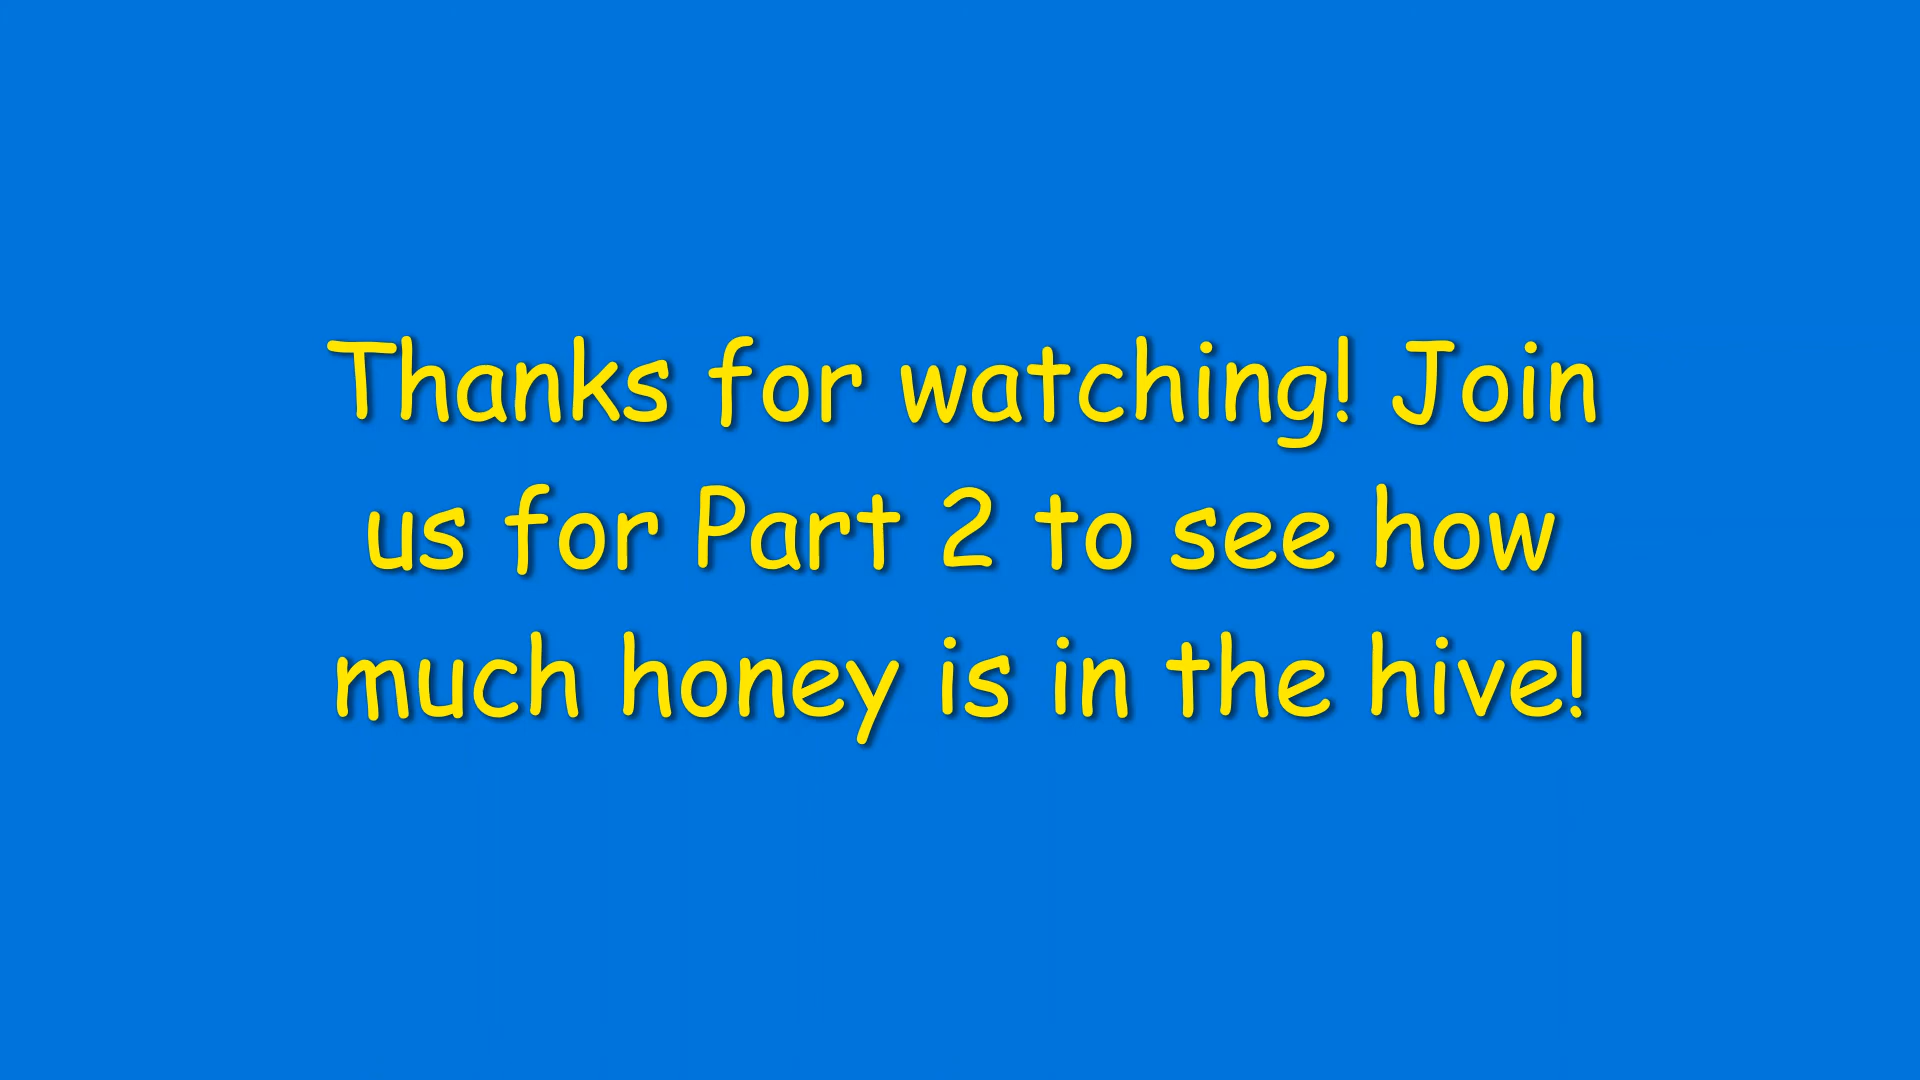 Thanks for watching! Join
us for Part 2 to see how
much honey is in the hive!